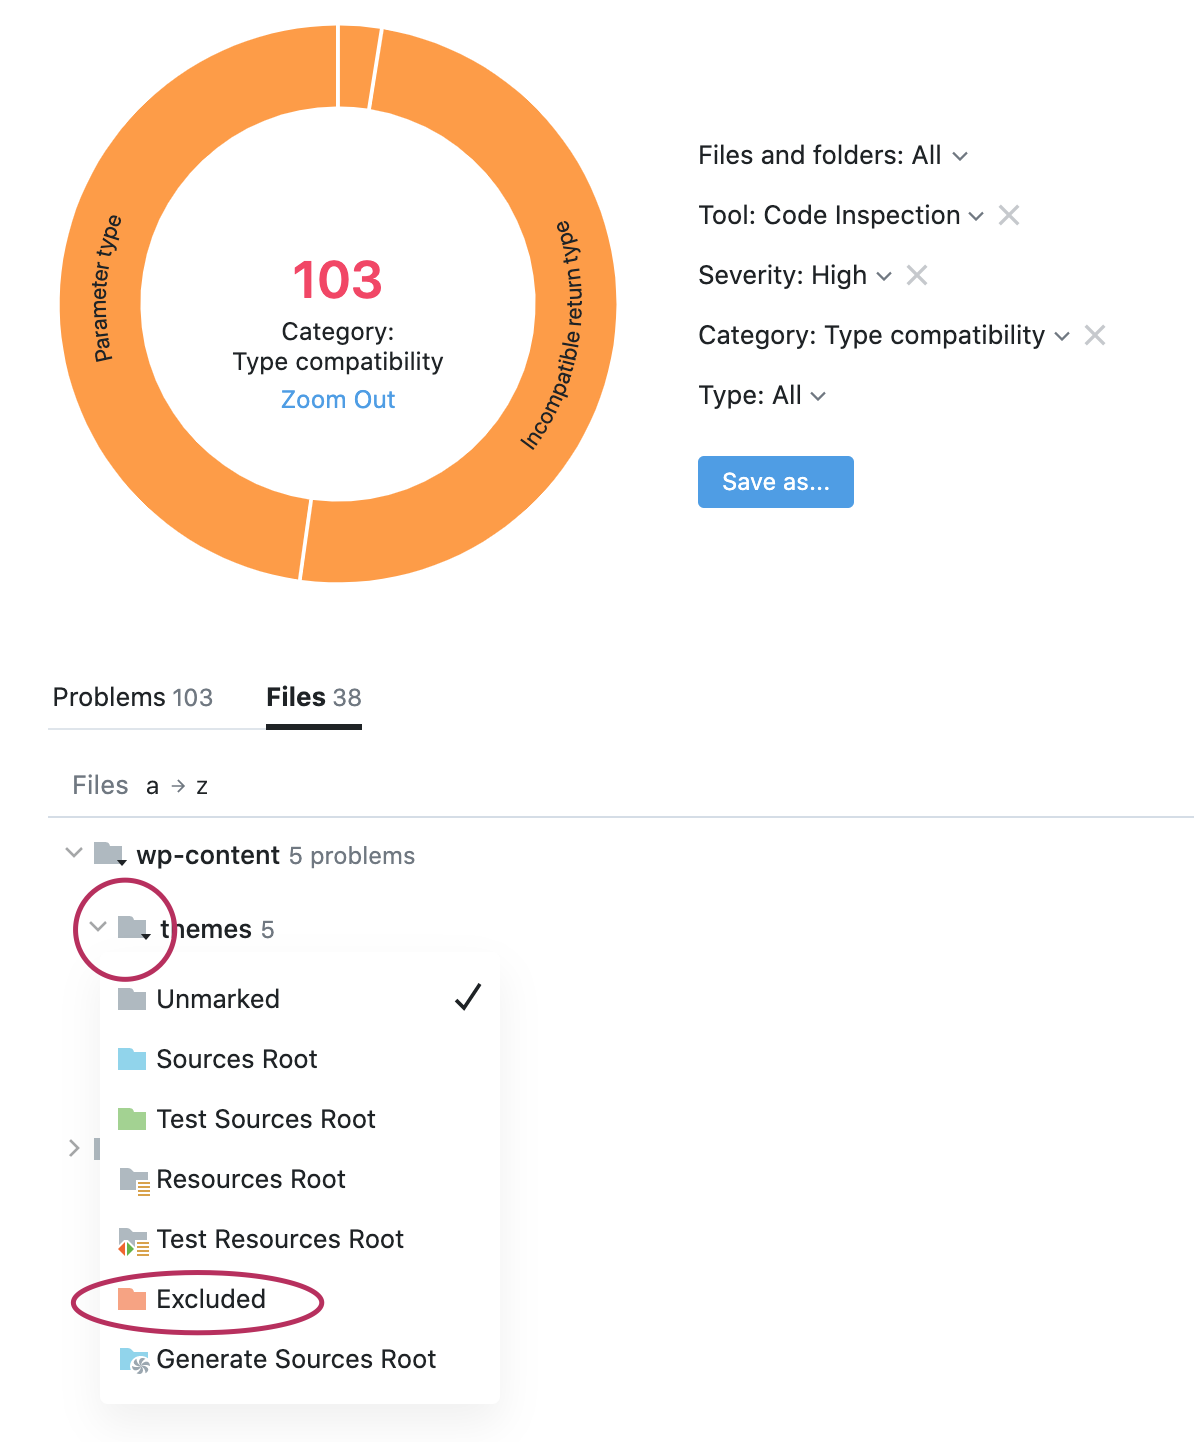 Parameter type
Incompatible return type
103
Category:
Type compatibility
Zoom Out
Files and folders: All
Tool: Code Inspection
Severity: High
Category: Type compatibility
Type: All
Save as...
Problems 103 Files 38
Files a → z
wp-content 5 problems
themes 5
Unmarked
Sources Root
Test Sources Root
Resources Root
Test Resources Root
Excluded
Generate Sources Root